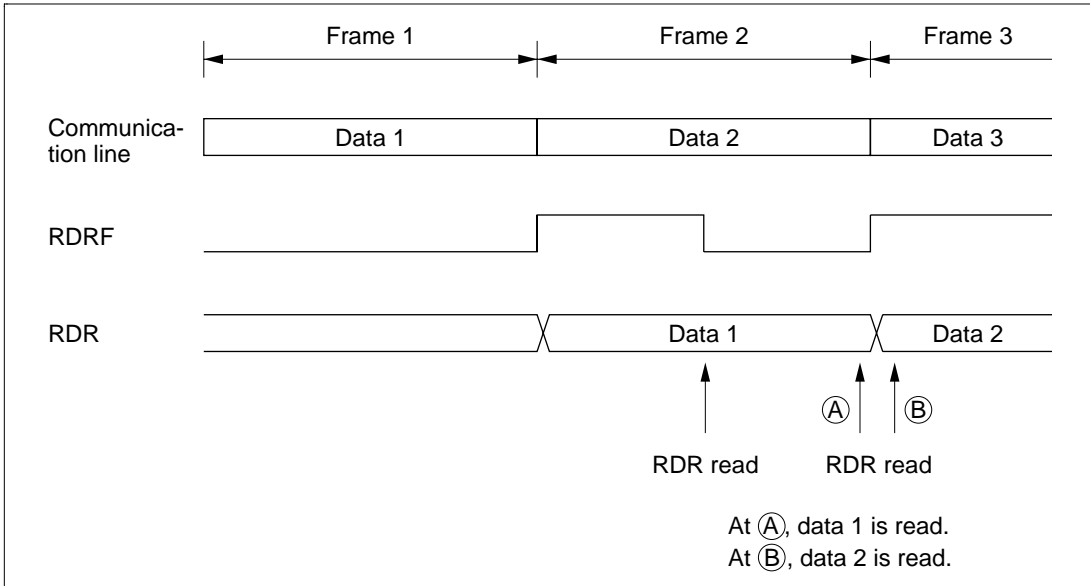 Frame 1 Frame 2 Frame 3
Communica-
tion line
Data 1 Data 2 Data 3
RDRF
RDR Data 1 Data 2
A B
RDR read RDR read
At A, data 1 is read.
At B, data 2 is read.